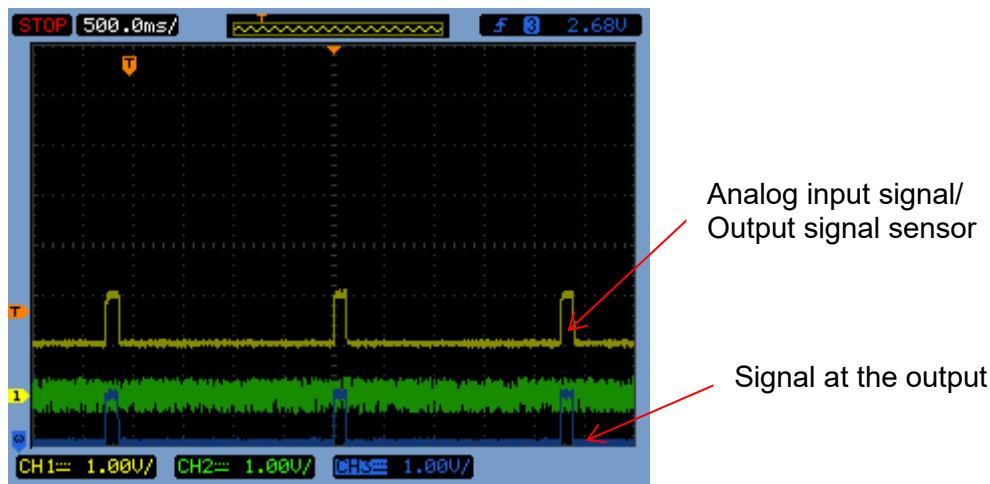 STOP 500.0ms/ T 3 2.68V
T
Analog input signal/
Output signal sensor
T
Signal at the output
1
CH1 1.00V/ CH2 1.00V/ CH3 1.00V/